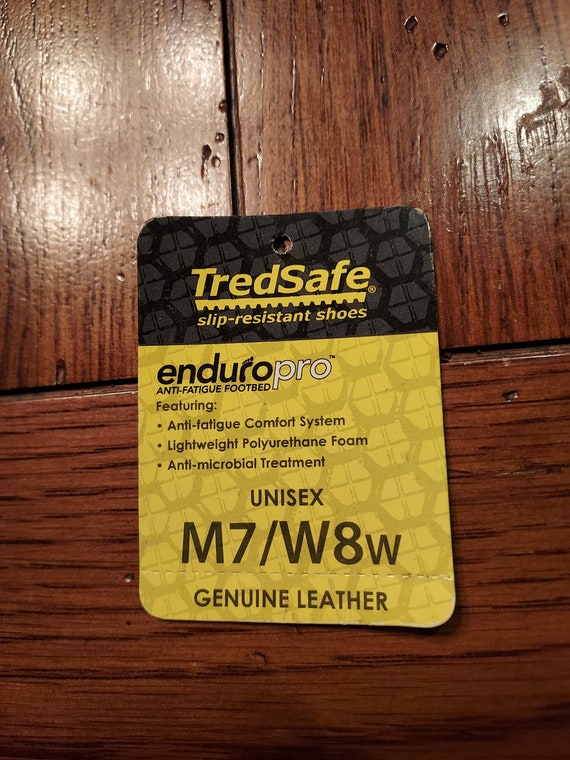 TredSafe®
slip-resistant shoes
enduropro™
ANTI-FATIGUE FOOTBED
Featuring:
• Anti-fatigue Comfort System
• Lightweight Polyurethane Foam
• Anti-microbial Treatment
UNISEX
M7/W8w
GENUINE LEATHER